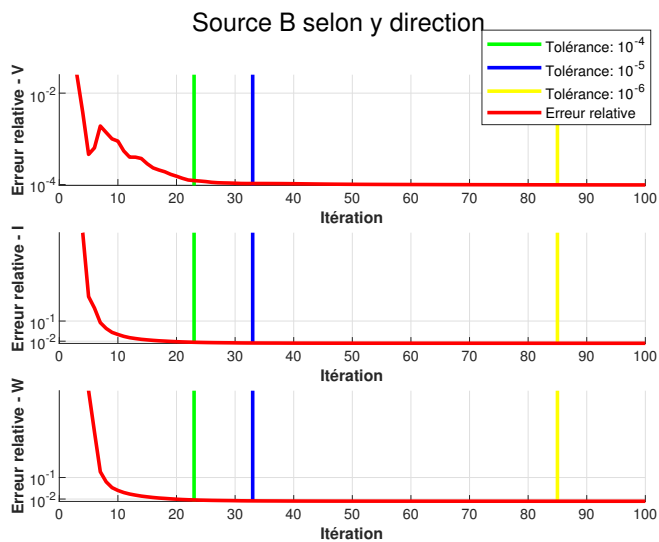 Source B selon y direction
Tolérance: 10^-4
Tolérance: 10^-5
Tolérance: 10^-6
Erreur relative
Erreur relative - V
10^-2
10^-4
0 10 20 30 40 50 60 70 80 90 100
Itération
Erreur relative - I
10^-1
10^-2
0 10 20 30 40 50 60 70 80 90 100
Itération
Erreur relative - W
10^-1
10^-2
0 10 20 30 40 50 60 70 80 90 100
Itération